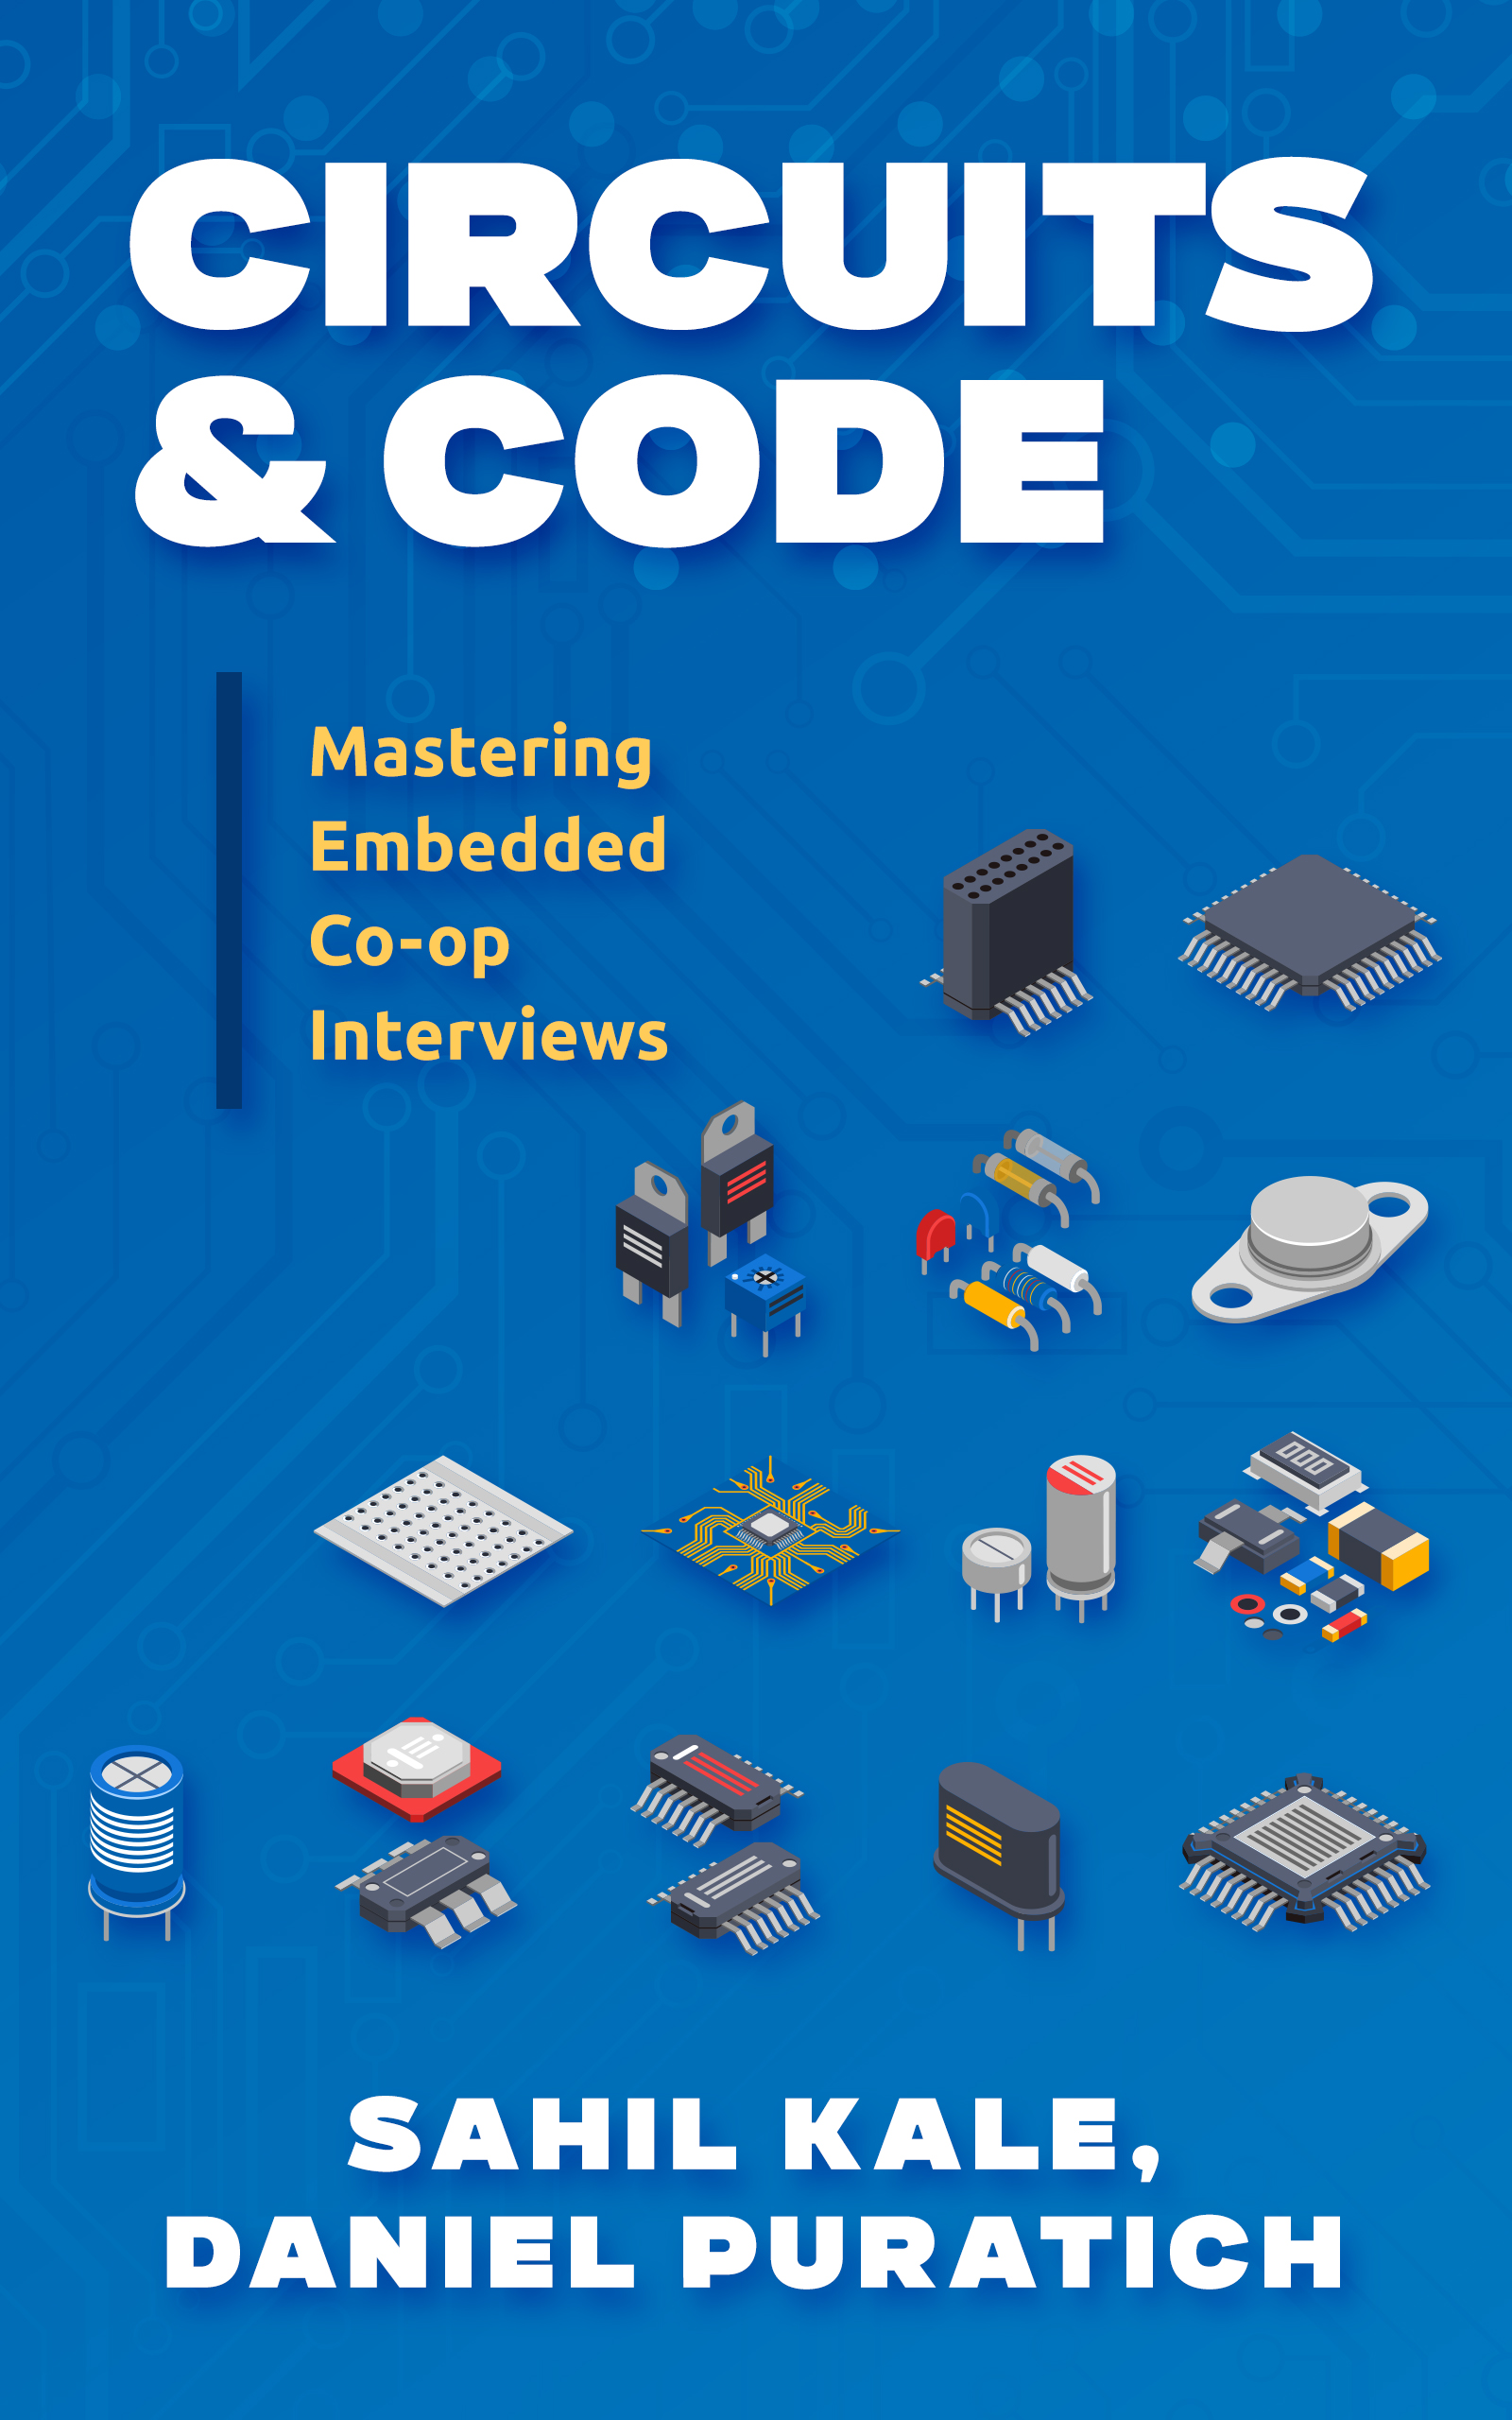 CIRCUITS
& CODE
Mastering
Embedded
Co-op
Interviews
SAHIL KALE,
DANIEL PURATICH